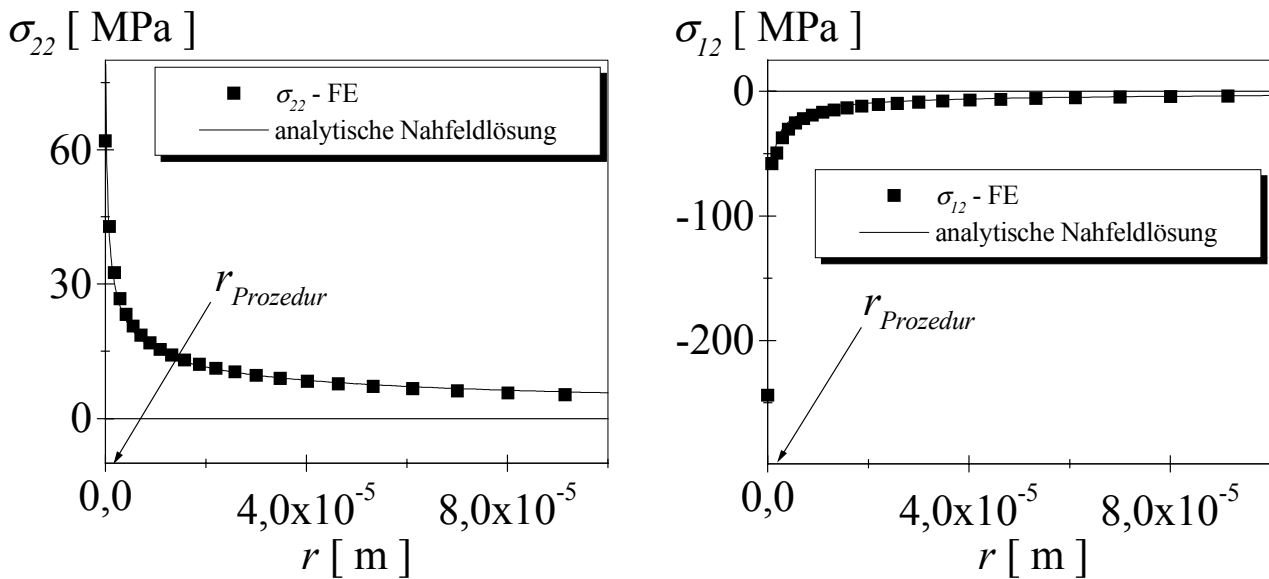 σ22 [ MPa]
σ22 - FE
analytische Nahfeldlösung
60
30
0
rProzedur
0,0
4,0x10-5
8,0x10-5
r [ m ]
σ12 [ MPa]
0
-100
-200
σ12 - FE
analytische Nahfeldlösung
rProzedur
0,0
4,0x10-5
8,0x10-5
r [ m ]